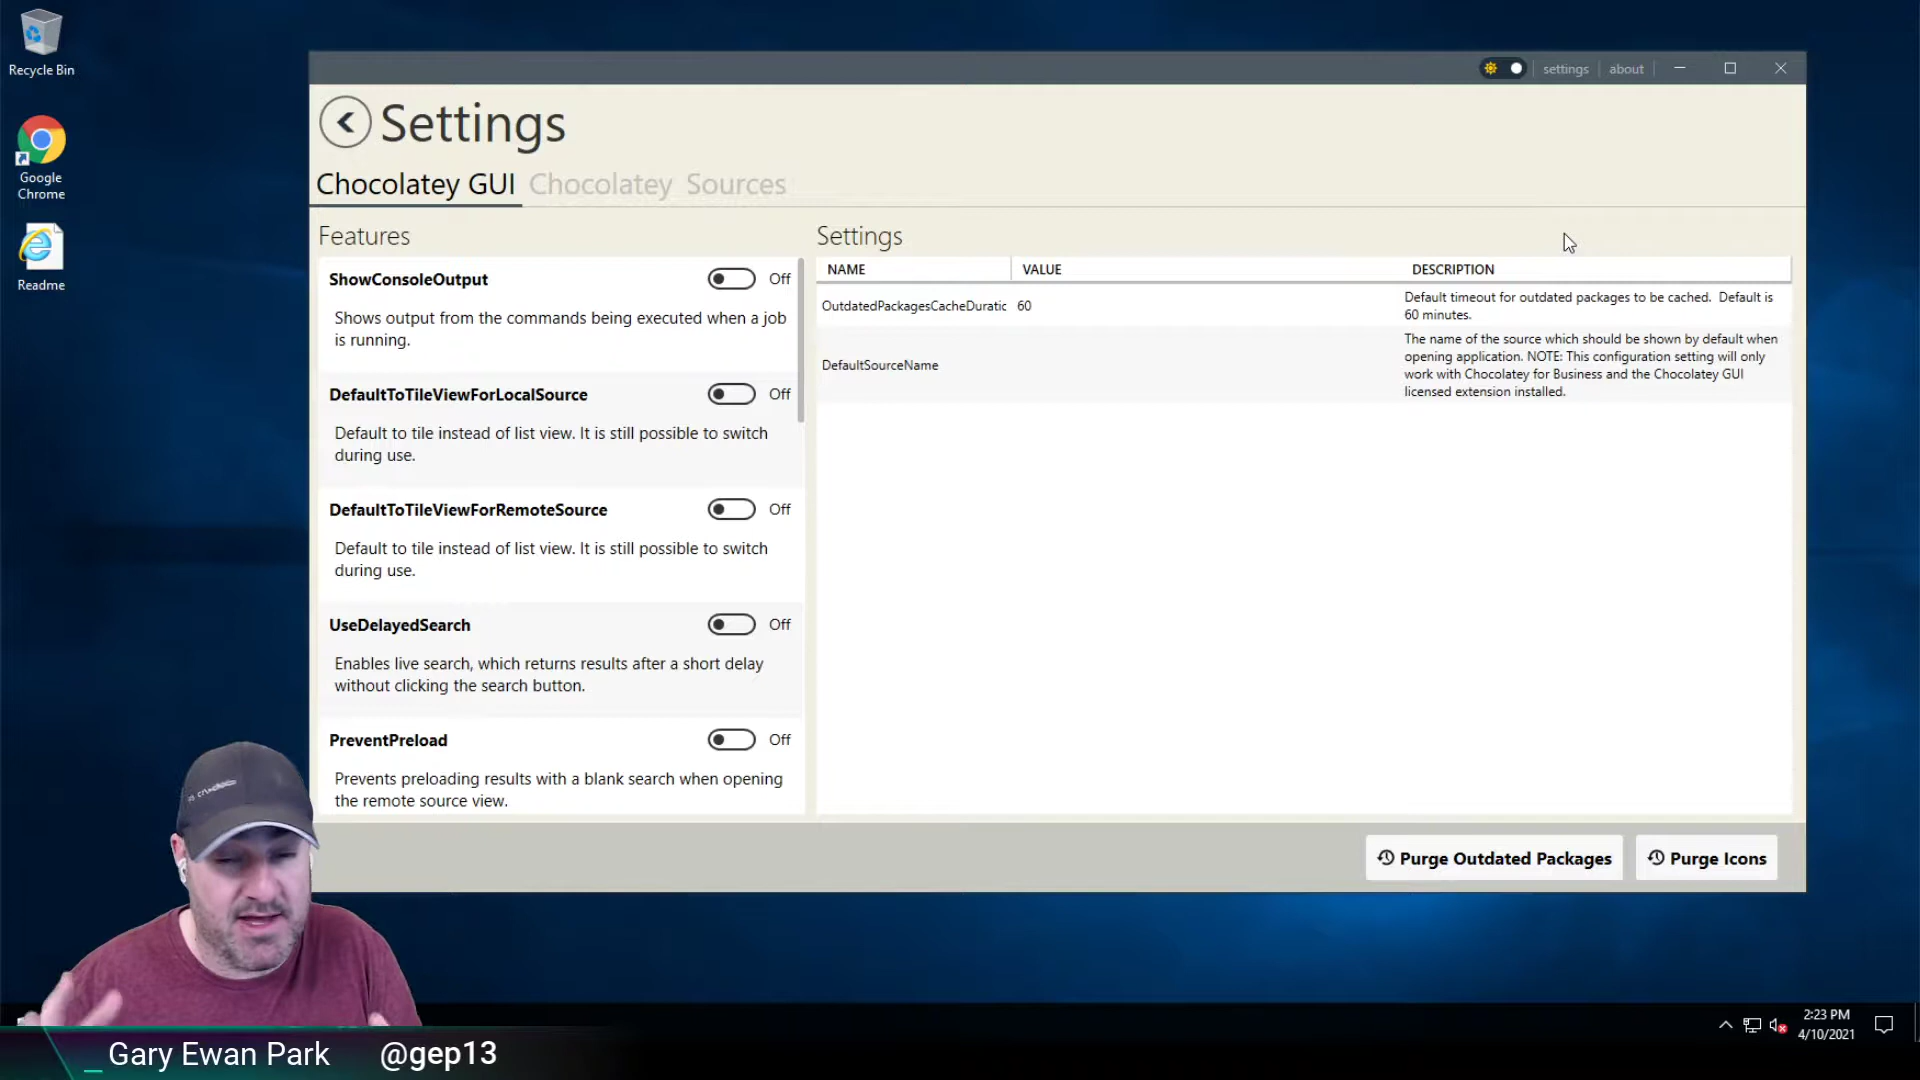 Recycle Bin
Google
Chrome
Readme
settings
about
Settings
Chocolatey GUI
Chocolatey
Sources
Features
ShowConsoleOutput
Off
Shows output from the commands being executed when a job
is running.
DefaultToTileViewForLocalSource
Off
Default to tile instead of list view. It is still possible to switch
during use.
DefaultToTileViewForRemoteSource
Off
Default to tile instead of list view. It is still possible to switch
during use.
UseDelayedSearch
Off
Enables live search, which returns results after a short delay
without clicking the search button.
PreventPreload
Off
Prevents preloading results with a blank search when opening
the remote source view.
Settings
NAME
VALUE
DESCRIPTION
OutdatedPackagesCacheDuratic
60
Default timeout for outdated packages to be cached. Default is
60 minutes.
DefaultSourceName
The name of the source which should be shown by default when
opening application. NOTE: This configuration setting will only
work with Chocolatey for Business and the Chocolatey GUI
licensed extension installed.
Purge Outdated Packages
Purge Icons
2:23 PM
4/10/2021
_ Gary Ewan Park
@gep13